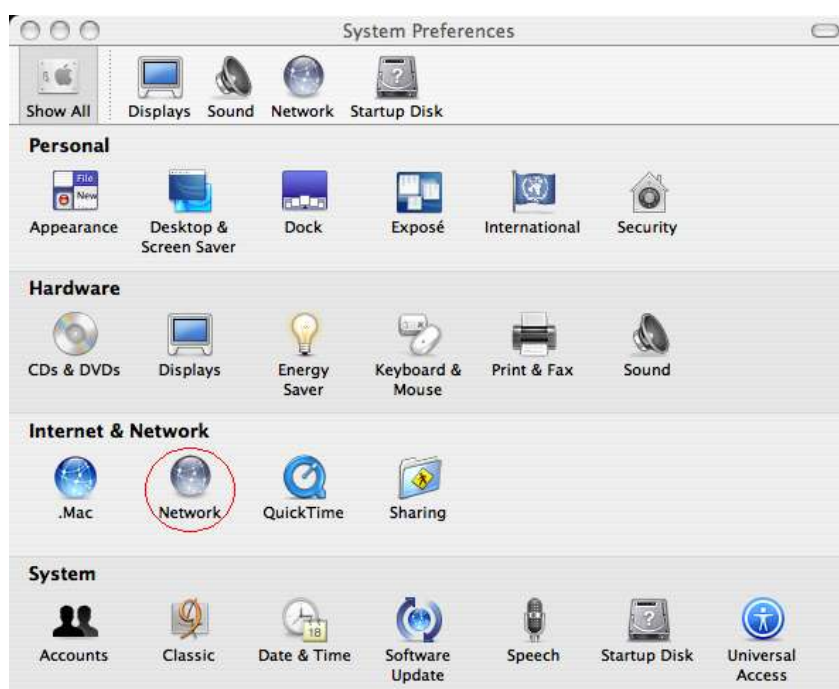 System Preferences
Show All Displays Sound Network Startup Disk
Personal
File
New
Appearance Desktop & Screen Saver Dock Exposé International Security
Hardware
CDs & DVDs Displays Energy Saver Keyboard & Mouse Print & Fax Sound
Internet & Network
.Mac Network QuickTime Sharing
System
?
18
9
Accounts Classic Date & Time Software Update Speech Startup Disk Universal Access